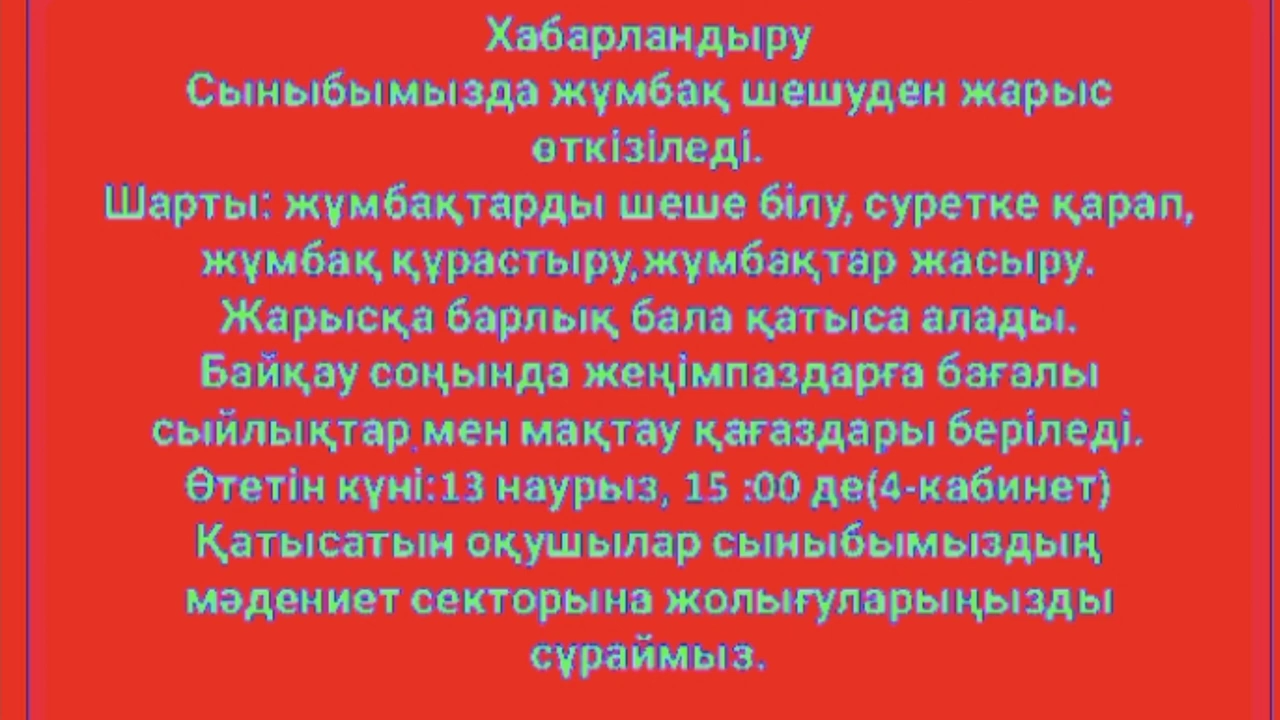 Хабарландыру
Сыныбымызда жұмбақ шешуден жарыс
өткізіледі.
Шарты: жұмбақтарды шеше білу, суретке қарап,
жұмбақ құрастыру,жұмбақтар жасыру.
Жарысқа барлық бала қатыса алады.
Байқау соңында жеңімпаздарға бағалы
сыйлықтар мен мақтау қағаздары беріледі.
Өтетін күні:13 наурыз, 15 :00 де(4-кабинет)
Қатысатын оқушылар сыныбымыздың
мәдениет секторына жолығуларыңызды
сұраймыз.